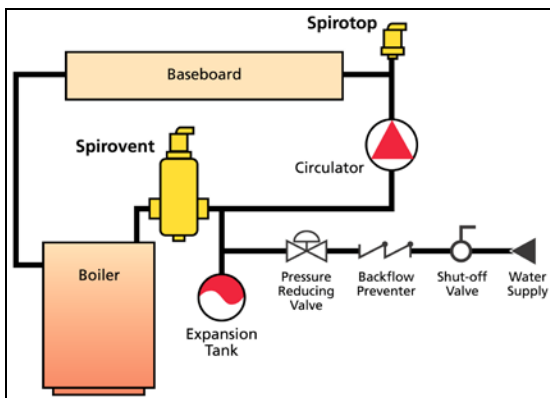 Spirotop
Baseboard
Spirovent
Circulator
Boiler
Expansion
Tank
Pressure
Reducing
Valve
Backflow
Preventer
Shut-off
Valve
Water
Supply